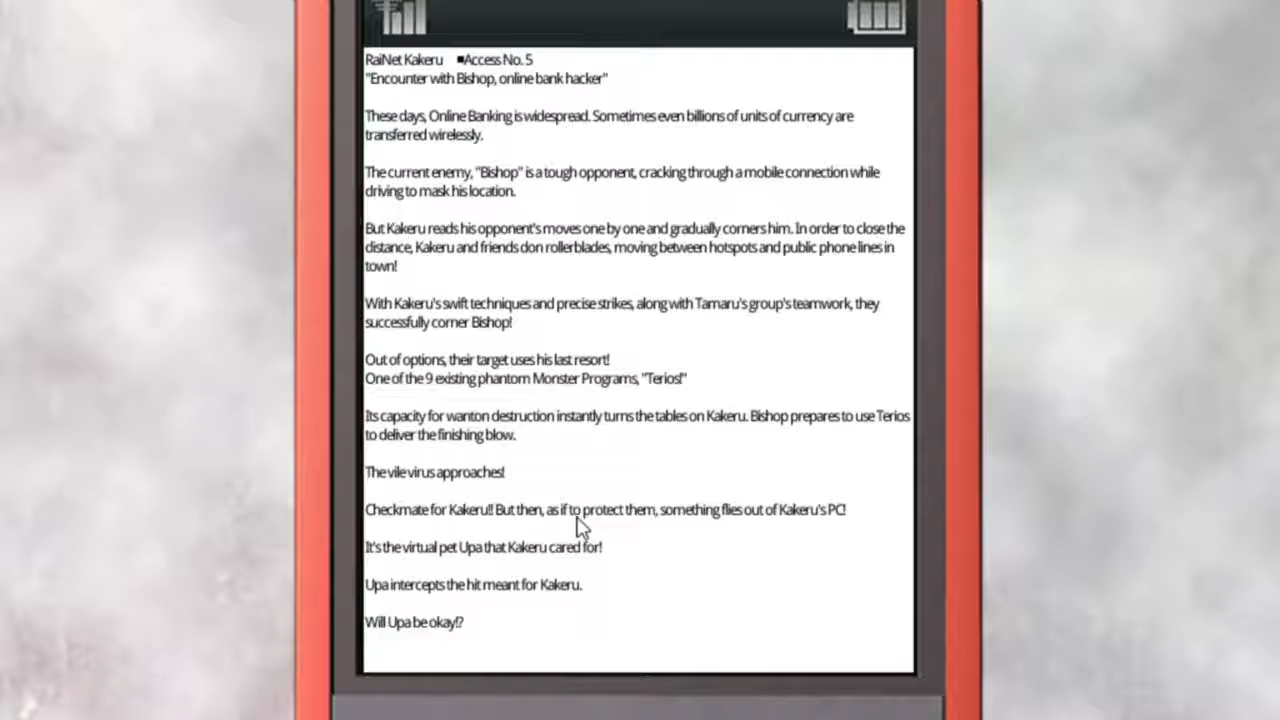 RaiNet Kakeru ■Access No. 5
"Encounter with Bishop, online bank hacker"
These days, Online Banking is widespread. Sometimes even billions of units of currency are
transferred wirelessly.
The current enemy, "Bishop" is a tough opponent, cracking through a mobile connection while
driving to mask his location.
But Kakeru reads his opponent's moves one by one and gradually corners him. In order to close the
distance, Kakeru and friends don rollerblades, moving between hotspots and public phone lines in
town!
With Kakeru's swift techniques and precise strikes, along with Tamaru's group's teamwork, they
successfully corner Bishop!
Out of options, their target uses his last resort!
One of the 9 existing phantom Monster Programs, "Terios!"
Its capacity for wanton destruction instantly turns the tables on Kakeru. Bishop prepares to use Terios
to deliver the finishing blow.
The vile virus approaches!
Checkmate for Kakeru!! But then, as if to protect them, something flies out of Kakeru's PC!
It's the virtual pet Upa that Kakeru cared for!
Upa intercepts the hit meant for Kakeru.
Will Upa be okay!?